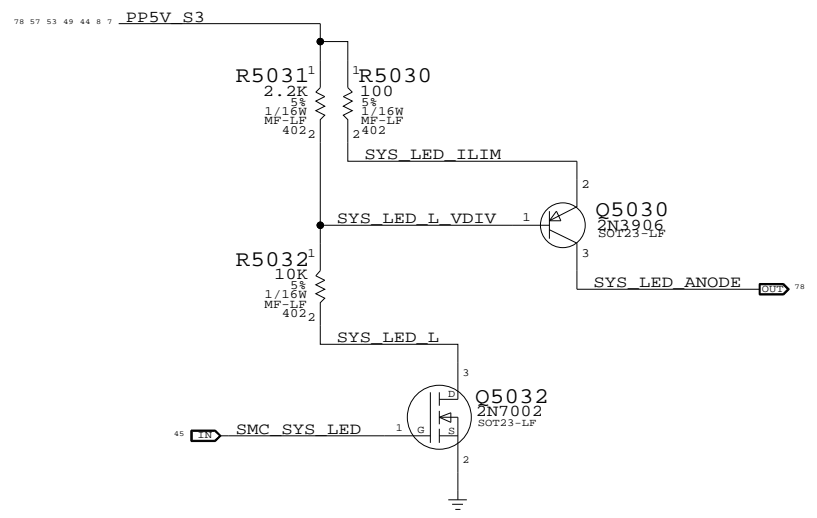 78 57 53 49 44 8 7 PP5V_S3
1 1
R5031 R5030
2.2K 100
5% 5%
1/16W 1/16W
MF-LF MF-LF
402 402
2 2
SYS_LED_ILIM
2
Q5030
2N3906
SOT23-LF
SYS_LED_L_VDIV 1
3
1
R5032
10K
5%
1/16W
MF-LF
402
2
SYS_LED_ANODE OUT 78
SYS_LED_L
3
Q5032
2N7002
SOT23-LF
D
G
S
45 IN SMC_SYS_LED 1
2